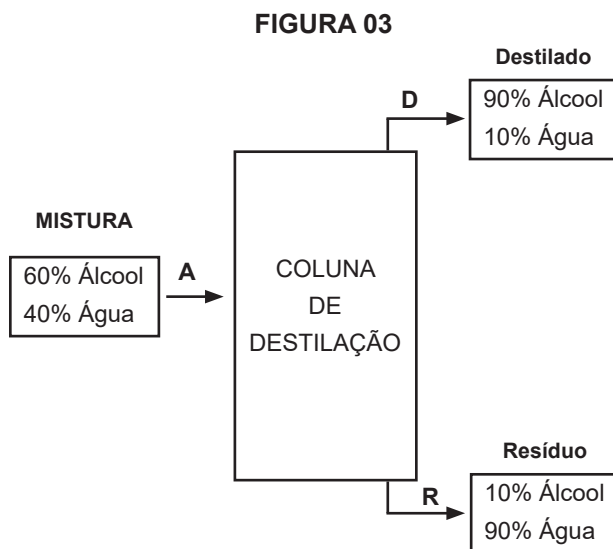 FIGURA 03
Destilado
D
90% Álcool
10% Água
MISTURA
60% Álcool
40% Água
A
COLUNA
DE
DESTILAÇÃO
Resíduo
R
10% Álcool
90% Água